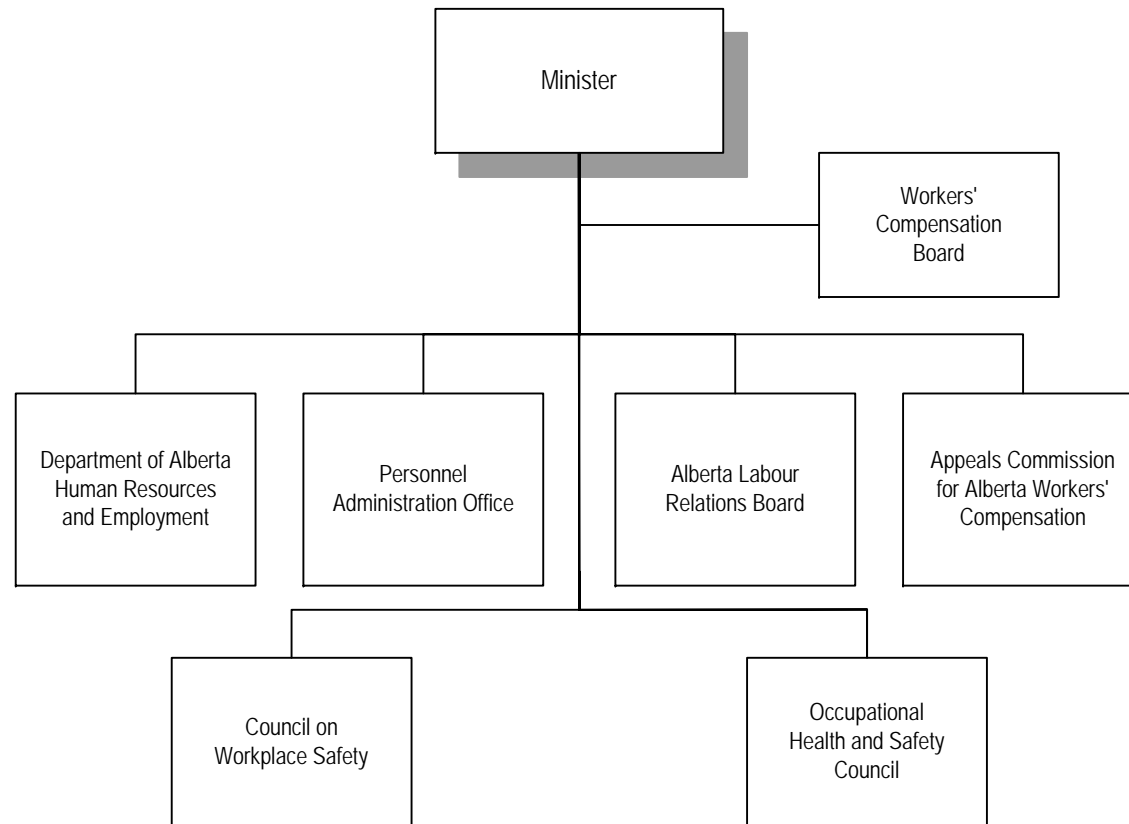 Minister
Workers'
Compensation
Board
Department of Alberta
Human Resources
and Employment
Personnel
Administration Office
Alberta Labour
Relations Board
Appeals Commission
for Alberta Workers'
Compensation
Council on
Workplace Safety
Occupational
Health and Safety
Council